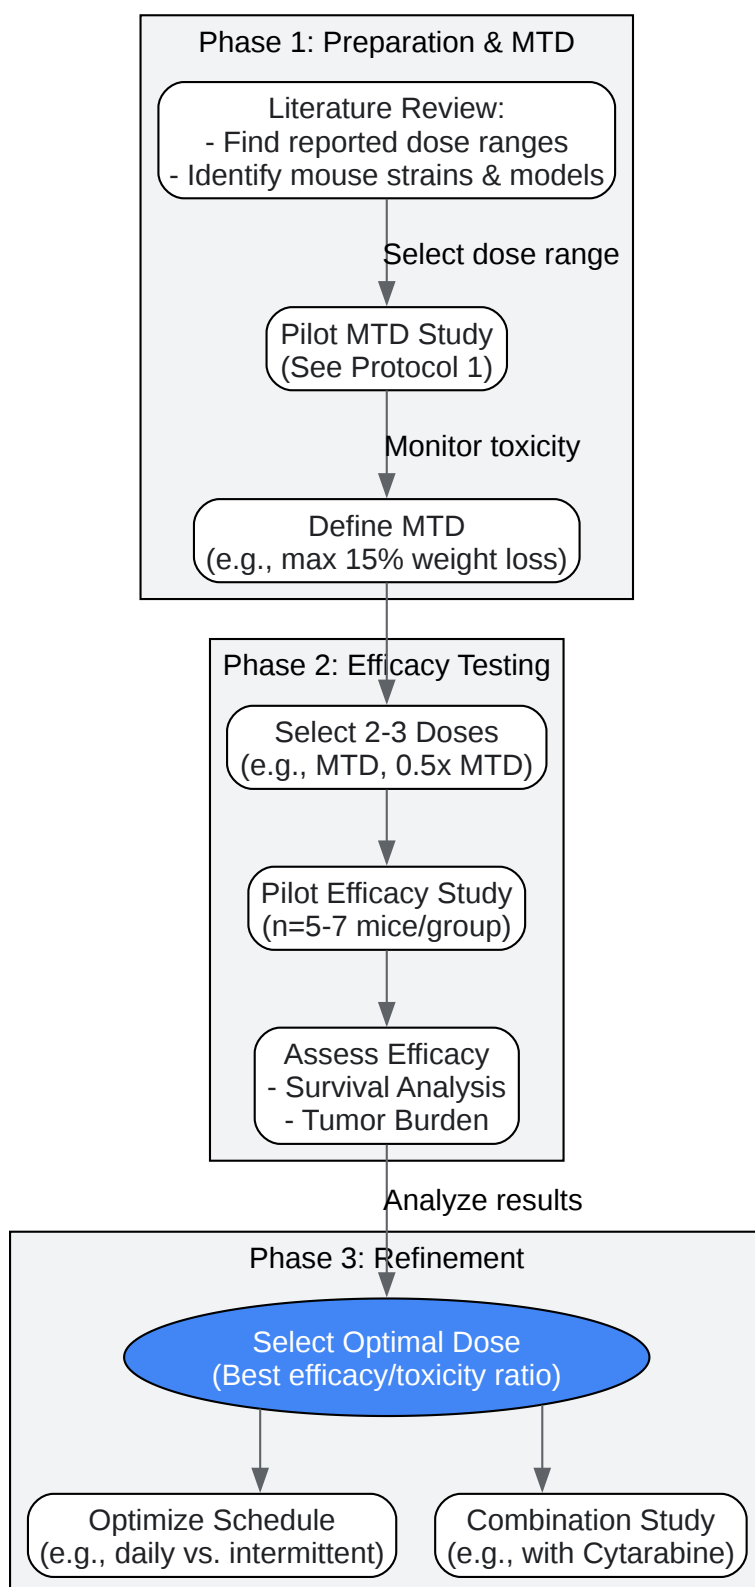 Phase 1: Preparation & MTD
Literature Review:
- Find reported dose ranges
- Identify mouse strains & models
Select dose range
Pilot MTD Study
(See Protocol 1)
Monitor toxicity
Define MTD
(e.g., max 15% weight loss)
Phase 2: Efficacy Testing
Select 2-3 Doses
(e.g., MTD, 0.5x MTD)
Pilot Efficacy Study
(n=5-7 mice/group)
Assess Efficacy
- Survival Analysis
- Tumor Burden
Analyze results
Phase 3: Refinement
Select Optimal Dose
(Best efficacy/toxicity ratio)
Optimize Schedule
(e.g., daily vs. intermittent)
Combination Study
(e.g., with Cytarabine)